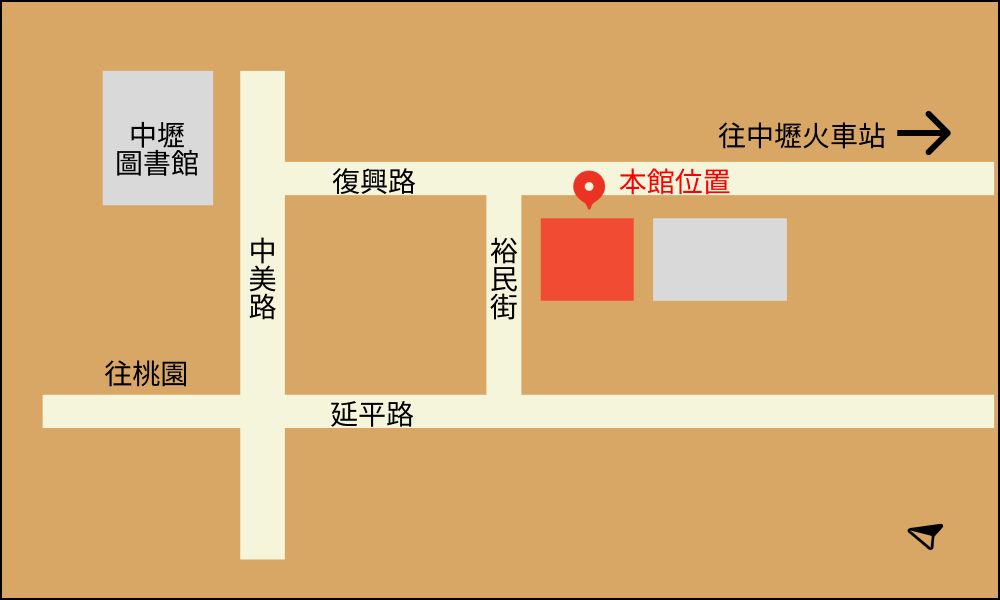 中壢
圖書館
往中壢火車站
復興路
本館位置
中美路
裕民街
往桃園
延平路